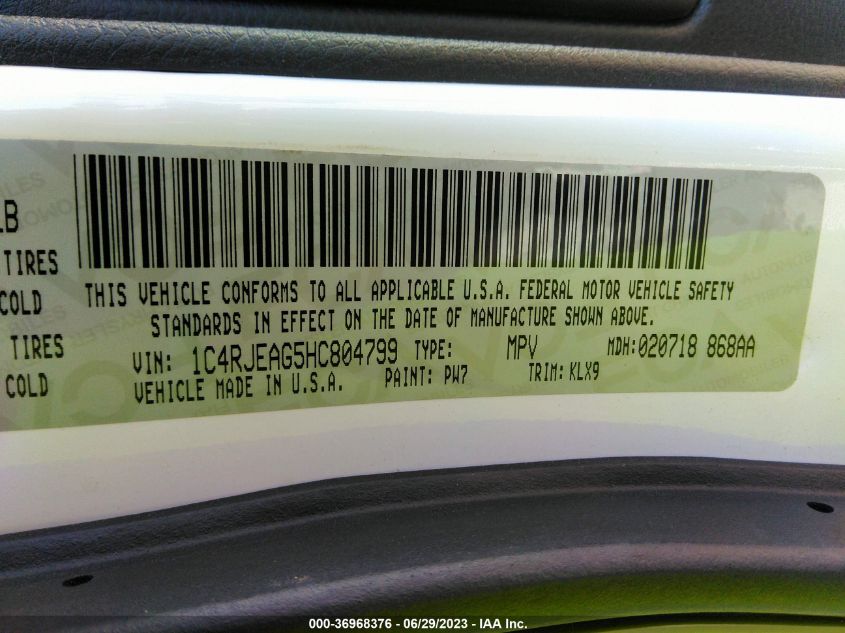 LB
TIRES
COLD
TIRES
COLD
THIS VEHICLE CONFORMS TO ALL APPLICABLE U.S.A. FEDERAL MOTOR VEHICLE SAFETY
STANDARDS IN EFFECT ON THE DATE OF MANUFACTURE SHOWN ABOVE.
VIN: 1C4RJEAG5HC804799 TYPE: MPV MDH:020718 868AA
VEHICLE MADE IN U.S.A. PAINT: PW7 TRIM: KLX9
000-36968376 - 06/29/2023 - IAA Inc.